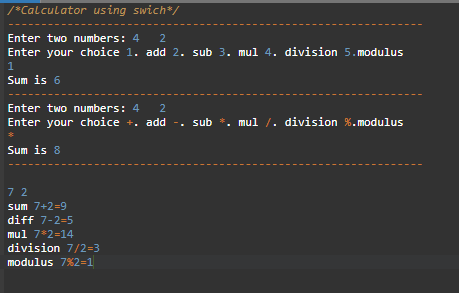 /*Calculator using swich*/
----------------------------------------------------------------
Enter two numbers: 4   2
Enter your choice 1. add 2. sub 3. mul 4. division 5.modulus
1
Sum is 6
----------------------------------------------------------------
Enter two numbers: 4   2
Enter your choice +. add -. sub *. mul /. division %.modulus
*
Sum is 8
----------------------------------------------------------------
7 2
sum 7+2=9
diff 7-2=5
mul 7*2=14
division 7/2=3
modulus 7%2=1